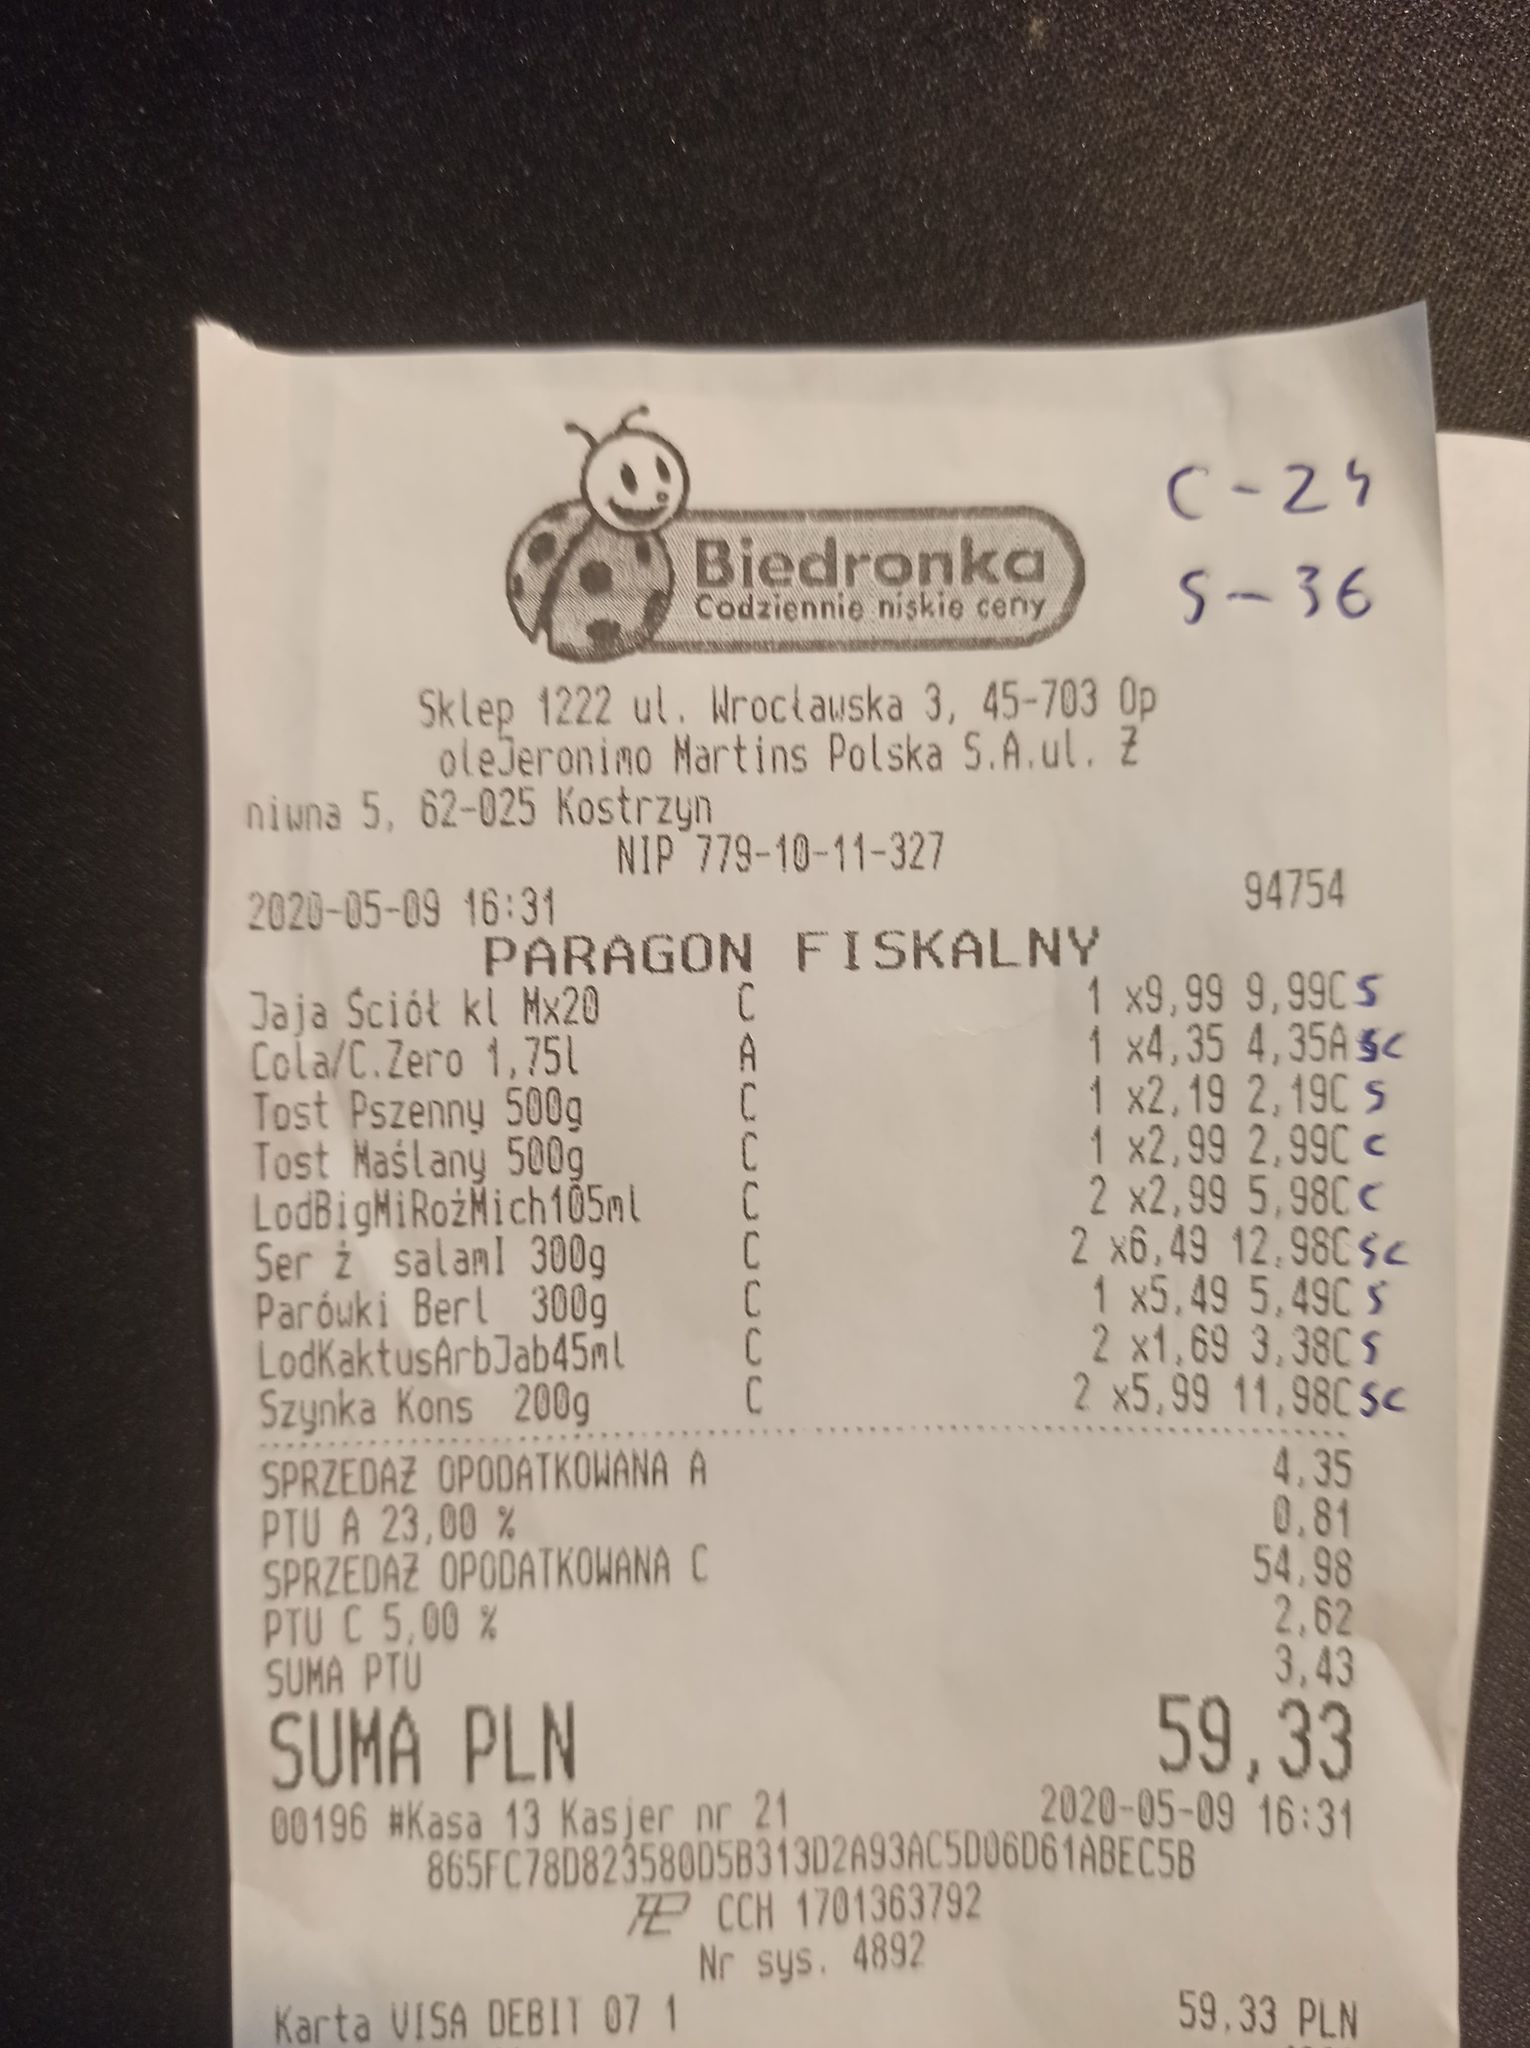 C - 24
Biedronka
Codziennie niskie ceny
S - 36
Sklep 1222 ul. Wrocławska 3, 45-703 Op
oleJeronimo Martins Polska S.A.ul. Ż
niwna 5, 62-025 Kostrzyn
NIP 779-10-11-327
2020-05-09 16:31 94754
PARAGON FISKALNY
Jaja Ściół kl Mx20 C 1 x9,99 9,99C S
Cola/C.Zero 1,75l A 1 x4,35 4,35A SC
Tost Pszenny 500g C 1 x2,19 2,19C S
Tost Maślany 500g C 1 x2,99 2,99C C
LodBigMiRożMich105ml C 2 x2,99 5,98C C
Ser ż salamI 300g C 2 x6,49 12,98C SC
Parówki Berl 300g C 1 x5,49 5,49C S
LodKaktusArbJab45ml C 2 x1,69 3,38C S
Szynka Kons 200g C 2 x5,99 11,98C SC
SPRZEDAŻ OPODATKOWANA A 4,35
PTU A 23,00 % 0,81
SPRZEDAŻ OPODATKOWANA C 54,98
PTU C 5,00 % 2,62
SUMA PTU 3,43
SUMA PLN 59,33
00196 #Kasa 13 Kasjer nr 21 2020-05-09 16:31
865FC78D823580D5B313D2A93AC5D06D61ABEC5B
CCH 1701363792
Nr sys. 4892
Karta VISA DEBIT 07 1 59.33 PLN